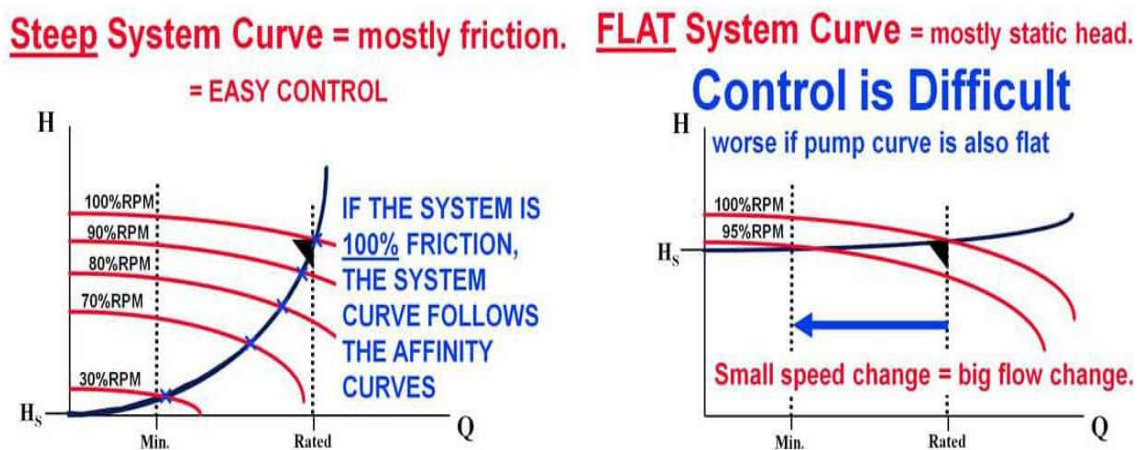 Steep System Curve = mostly friction.
= EASY CONTROL
H
100%RPM
90%RPM
80%RPM
70%RPM
30%RPM
HS
Min.
Rated
Q
IF THE SYSTEM IS
100% FRICTION,
THE SYSTEM
CURVE FOLLOWS
THE AFFINITY
CURVES
FLAT System Curve = mostly static head.
Control is Difficult
worse if pump curve is also flat
H
100%RPM
95%RPM
HS
Small speed change = big flow change.
Min.
Rated
Q